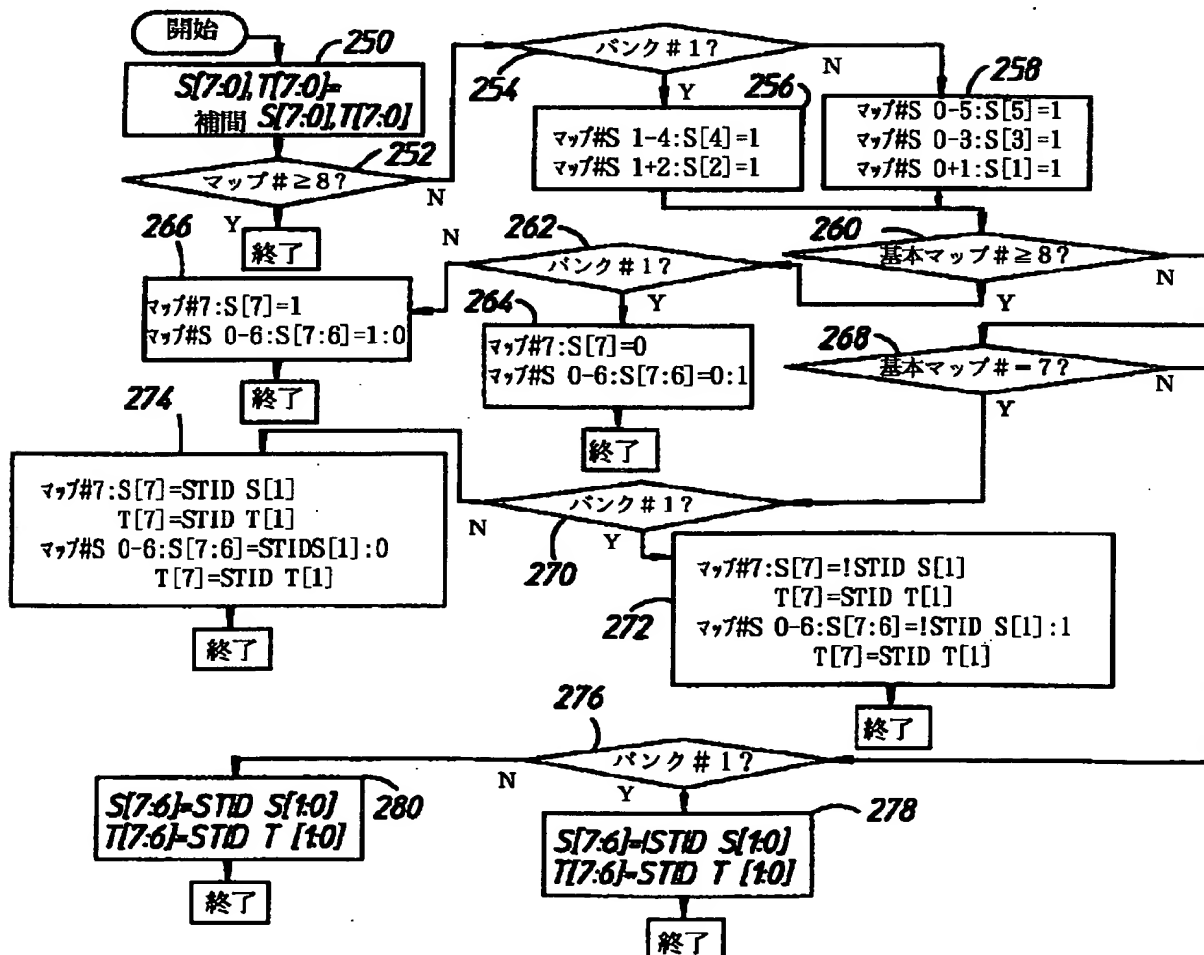 開始
250
S[7:0],T[7:0]=
補間 S[7:0],T[7:0]
252
マップ#≥8?
N
Y
終了
バンク#1?
254
N
Y
256
マップ#S 1-4:S[4]=1
マップ#S 1+2:S[2]=1
258
マップ#S 0-5:S[5]=1
マップ#S 0-3:S[3]=1
マップ#S 0+1:S[1]=1
260
基本マップ#≥8?
N
Y
262
バンク#1?
N
Y
266
マップ#7:S[7]=1
マップ#S 0-6:S[7:6]=1:0
終了
264
マップ#7:S[7]=0
マップ#S 0-6:S[7:6]=0:1
終了
268
基本マップ#-7?
N
Y
270
バンク#1?
N
Y
274
マップ#7:S[7]=STID S[1]
T[7]=STID T[1]
マップ#S 0-6:S[7:6]=STIDS[1]:0
T[7]=STID T[1]
終了
272
マップ#7:S[7]=!STID S[1]
T[7]=STID T[1]
マップ#S 0-6:S[7:6]=!STID S[1]:1
T[7]=STID T[1]
終了
276
バンク#1?
N
Y
280
S[7:6]=STID S[1:0]
T[7:6]=STID T [1:0]
終了
278
S[7:6]=!STID S[1:0]
T[7:6]=STID T [1:0]
終了